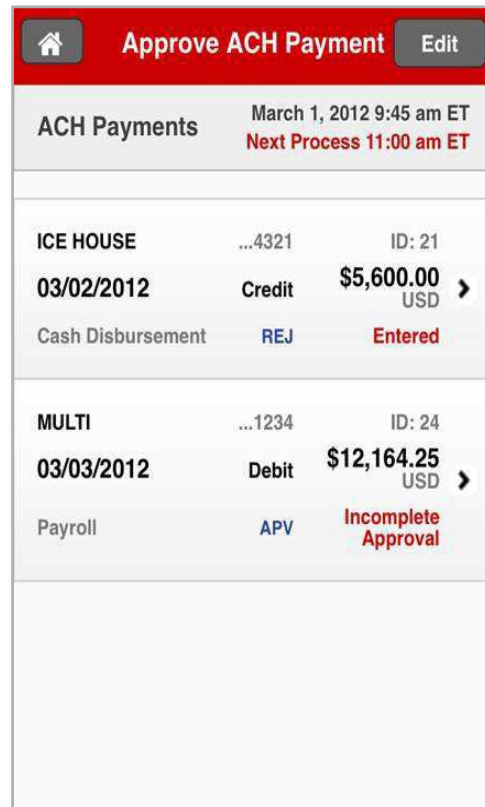 Approve ACH Payment Edit
ACH Payments March 1, 2012 9:45 am ET
Next Process 11:00 am ET
ICE HOUSE ...4321 ID: 21
03/02/2012 Credit $5,600.00
USD
Cash Disbursement REJ Entered
MULTI ...1234 ID: 24
03/03/2012 Debit $12,164.25
USD
Payroll APV Incomplete
Approval